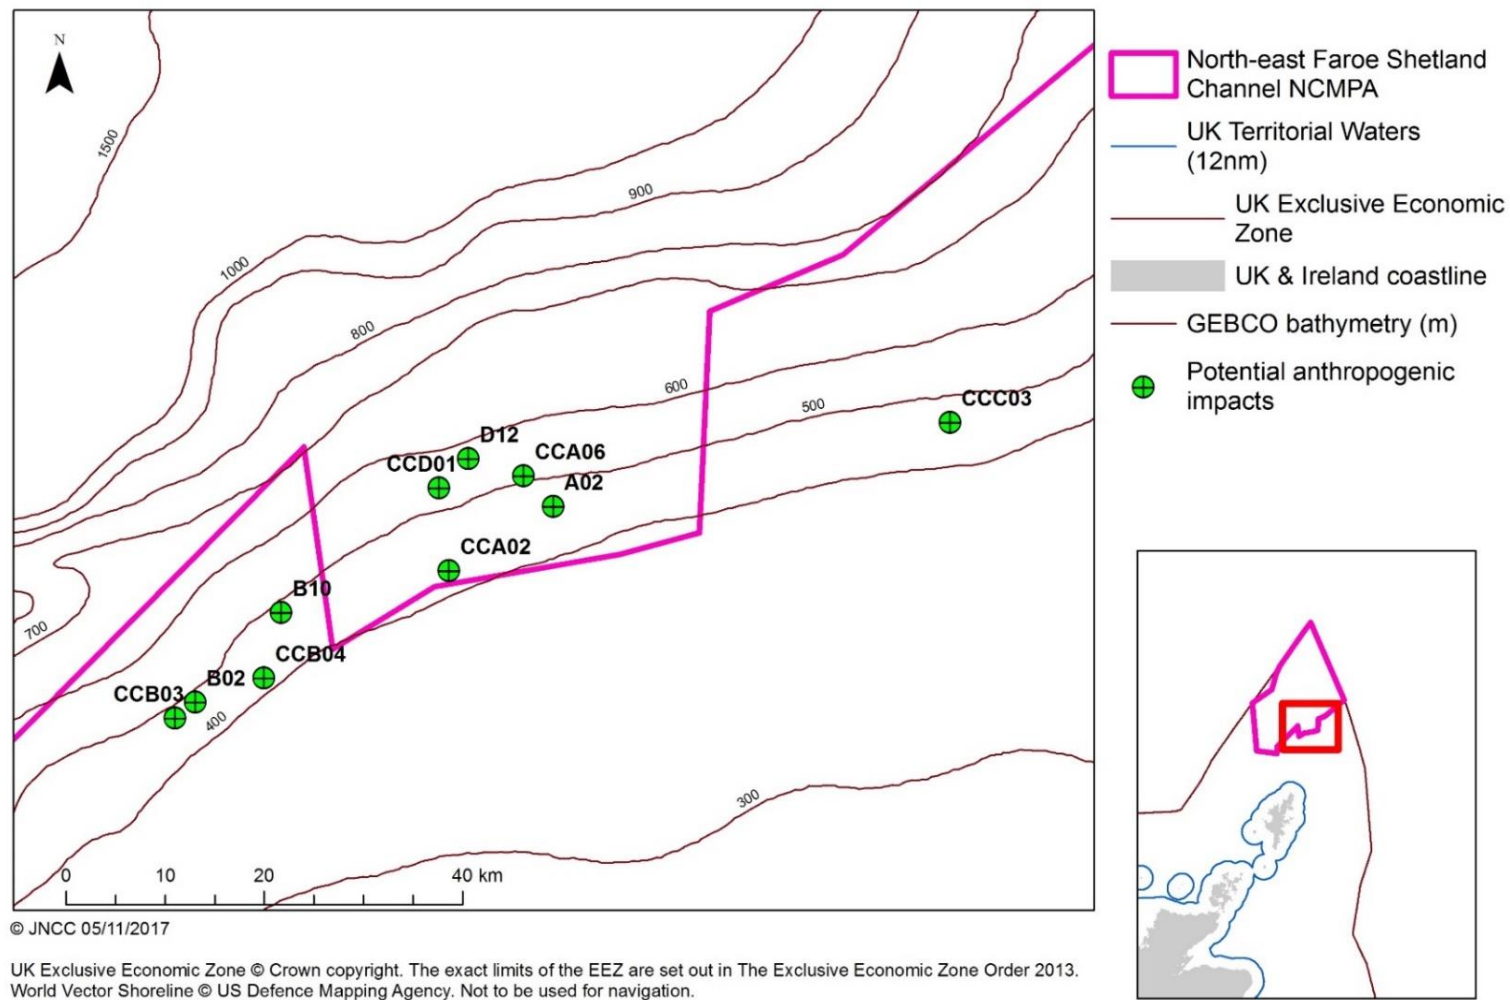 N
1500
900
1000
800
600
500
CCC03
D12
CCA06
CCD01
A02
CCA02
B10
700
CCB04
B02
CCB03
400
300
0 10 20 40 km
North-east Faroe Shetland
Channel NCMPA
UK Territorial Waters
(12nm)
UK Exclusive Economic
Zone
UK & Ireland coastline
GEBCO bathymetry (m)
Potential anthropogenic
impacts
© JNCC 05/11/2017
UK Exclusive Economic Zone © Crown copyright. The exact limits of the EEZ are set out in The Exclusive Economic Zone Order 2013.
World Vector Shoreline © US Defence Mapping Agency. Not to be used for navigation.